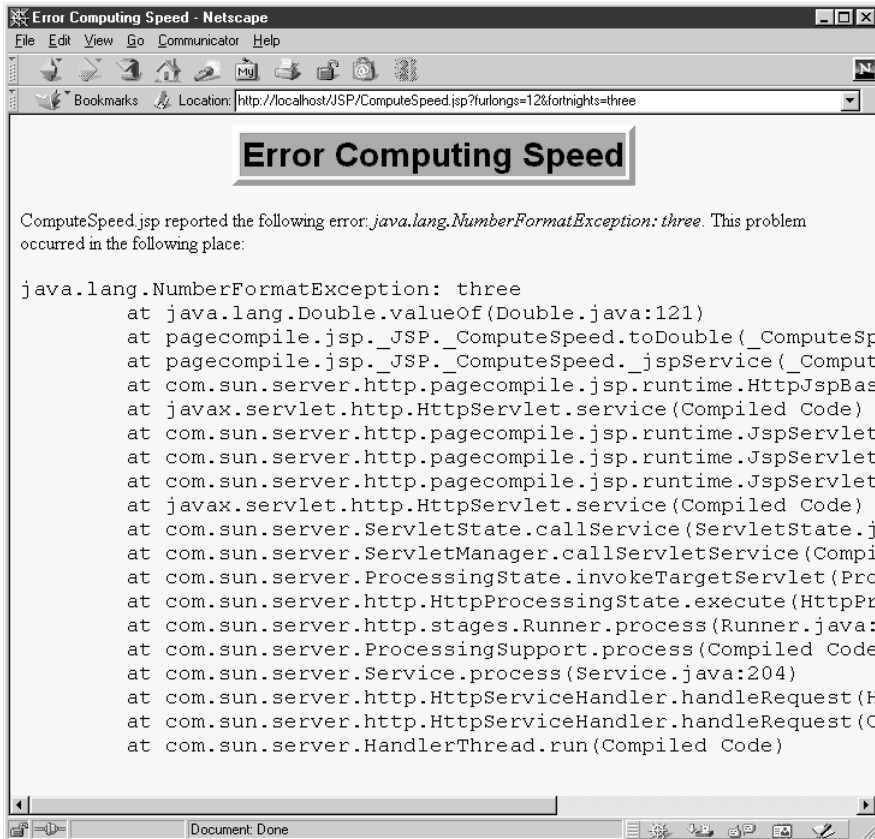 Error Computing Speed - Netscape
File Edit View Go Communicator Help
My
N
Bookmarks Location: http://localhost/JSP/ComputeSpeed.jsp?furlongs=12&fortnights=three
Error Computing Speed
ComputeSpeed.jsp reported the following error: java.lang.NumberFormatException: three. This problem
occurred in the following place:
java.lang.NumberFormatException: three
at java.lang.Double.valueOf(Double.java:121)
at pagecompile.jsp._JSP._ComputeSpeed.toDouble(_ComputeSp
at pagecompile.jsp._JSP._ComputeSpeed._jspService(_Comput
at com.sun.server.http.pagecompile.jsp.runtime.HttpJspBas
at javax.servlet.http.HttpServlet.service(Compiled Code)
at com.sun.server.http.pagecompile.jsp.runtime.JspServlet
at com.sun.server.http.pagecompile.jsp.runtime.JspServlet
at com.sun.server.http.pagecompile.jsp.runtime.JspServlet
at javax.servlet.http.HttpServlet.service(Compiled Code)
at com.sun.server.ServletState.callService(ServletState.j
at com.sun.server.ServletManager.callServletService(Compi
at com.sun.server.ProcessingState.invokeTargetServlet(Pro
at com.sun.server.http.HttpProcessingState.execute(HttpPr
at com.sun.server.http.stages.Runner.process(Runner.java:
at com.sun.server.ProcessingSupport.process(Compiled Code
at com.sun.server.Service.process(Service.java:204)
at com.sun.server.http.HttpServiceHandler.handleRequest(H
at com.sun.server.http.HttpServiceHandler.handleRequest(C
at com.sun.server.HandlerThread.run(Compiled Code)
Document: Done